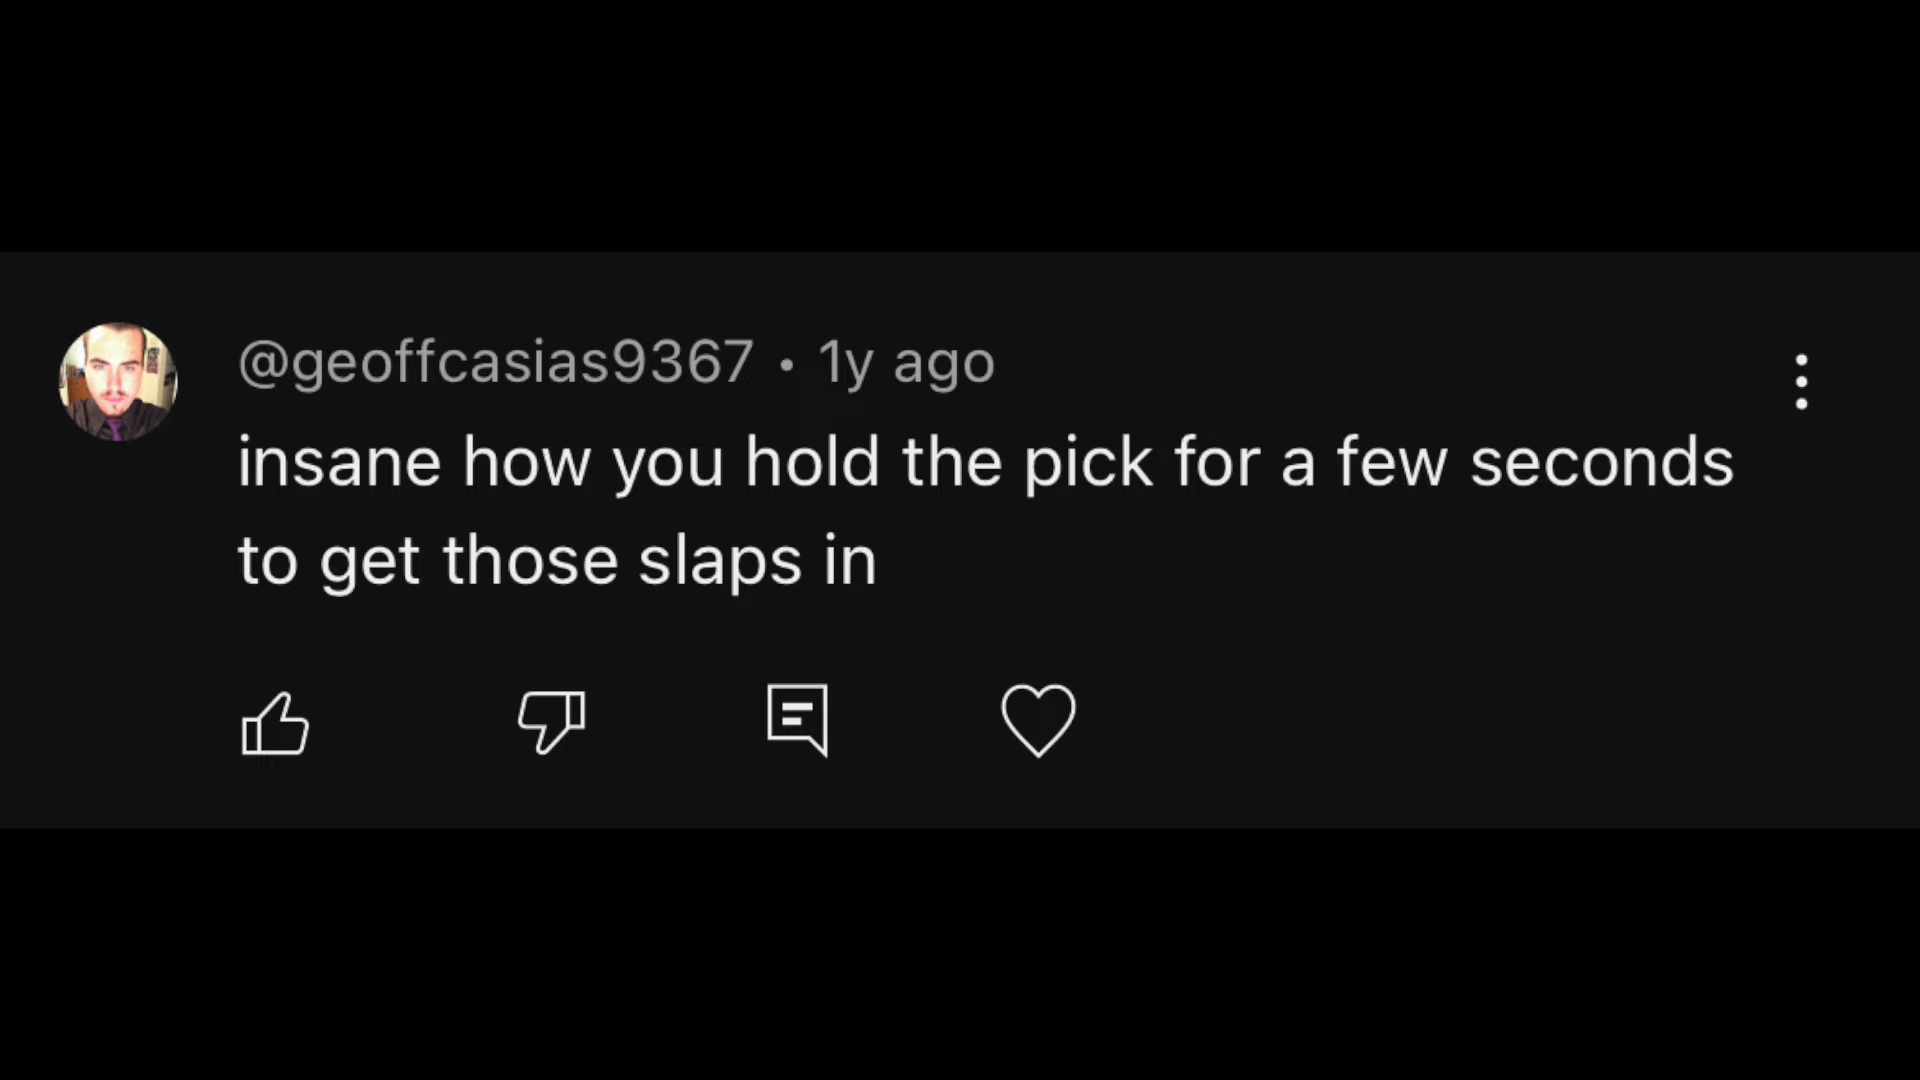 @geoffcasias9367 • 1y ago
insane how you hold the pick for a few seconds
to get those slaps in